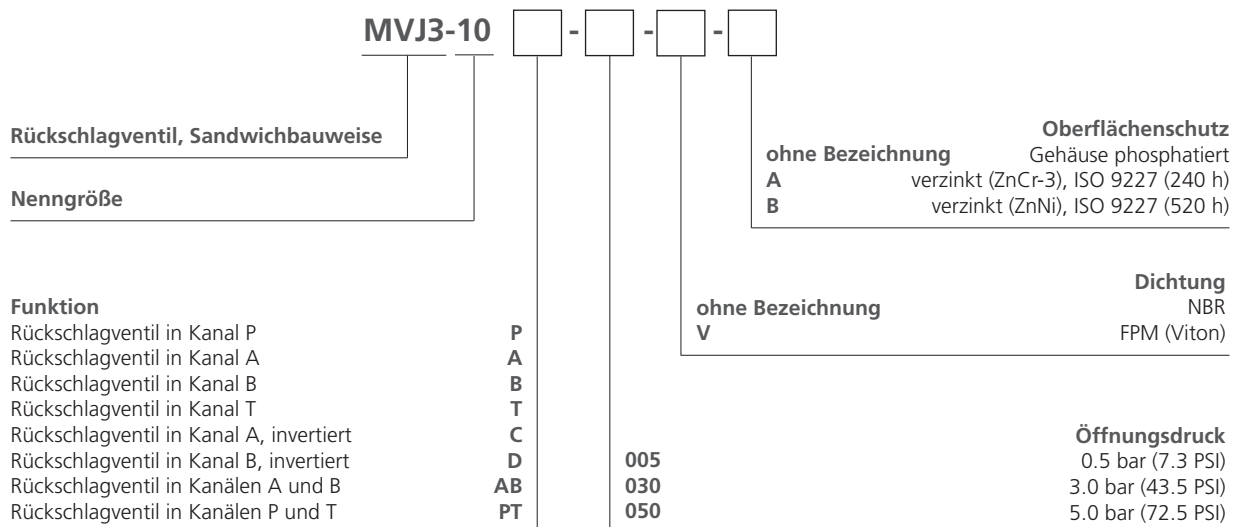 MVJ3-10 - - -
Rückschlagventil, Sandwichbauweise
Nenngröße
Oberflächenschutz
ohne Bezeichnung Gehäuse phosphatiert
A verzinkt (ZnCr-3), ISO 9227 (240 h)
B verzinkt (ZnNi), ISO 9227 (520 h)
Dichtung
ohne Bezeichnung NBR
V FPM (Viton)
Funktion
Rückschlagventil in Kanal P P
Rückschlagventil in Kanal A A
Rückschlagventil in Kanal B B
Rückschlagventil in Kanal T T
Rückschlagventil in Kanal A, invertiert C
Rückschlagventil in Kanal B, invertiert D
Rückschlagventil in Kanälen A und B AB
Rückschlagventil in Kanälen P und T PT
Öffnungsdruck
005 0.5 bar (7.3 PSI)
030 3.0 bar (43.5 PSI)
050 5.0 bar (72.5 PSI)